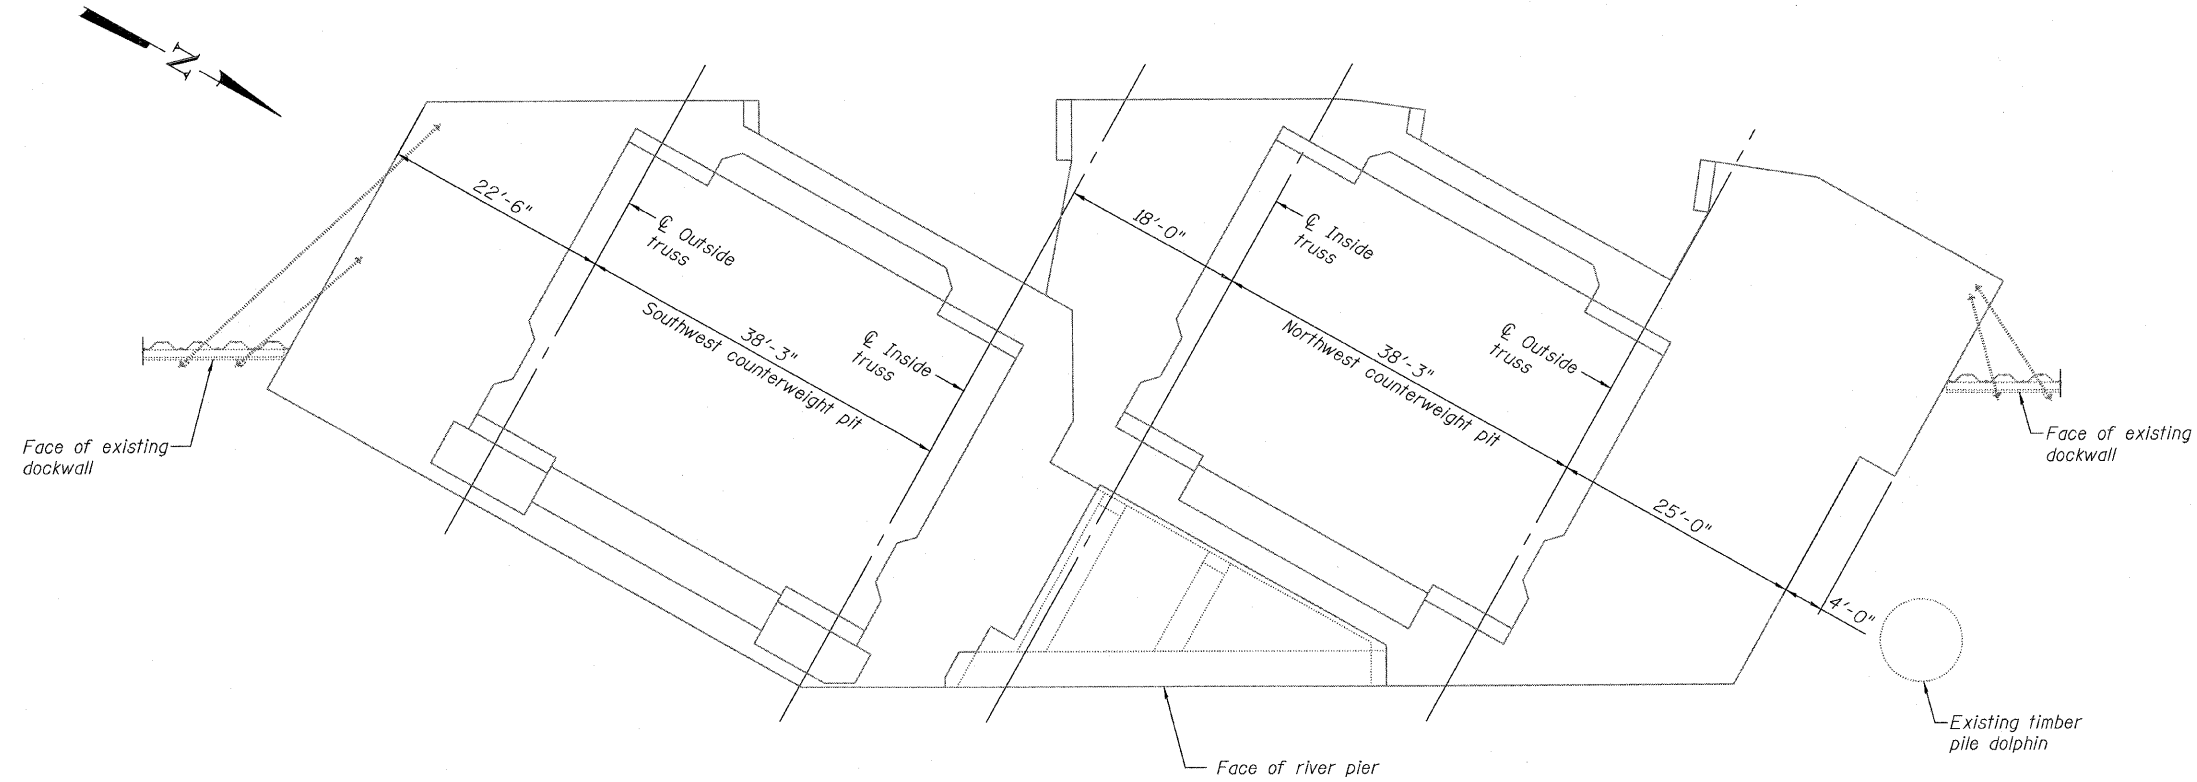 N
22'-6"
℄ Outside
truss
38'-3"
Southwest counterweight pit
℄ Inside
truss
18'-0"
℄ Inside
truss
38'-3"
Northwest counterweight pit
℄ Outside
truss
25'-0"
4'-0"
Face of existing
dockwall
Face of existing
dockwall
Existing timber
pile dolphin
Face of river pier